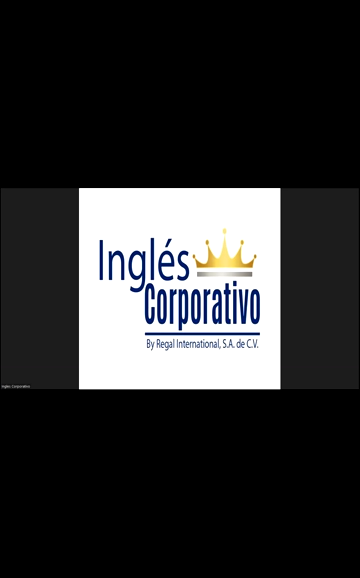 Inglés
Corporativo
By Regal International, S.A. de C.V.
Inglés Corporativo